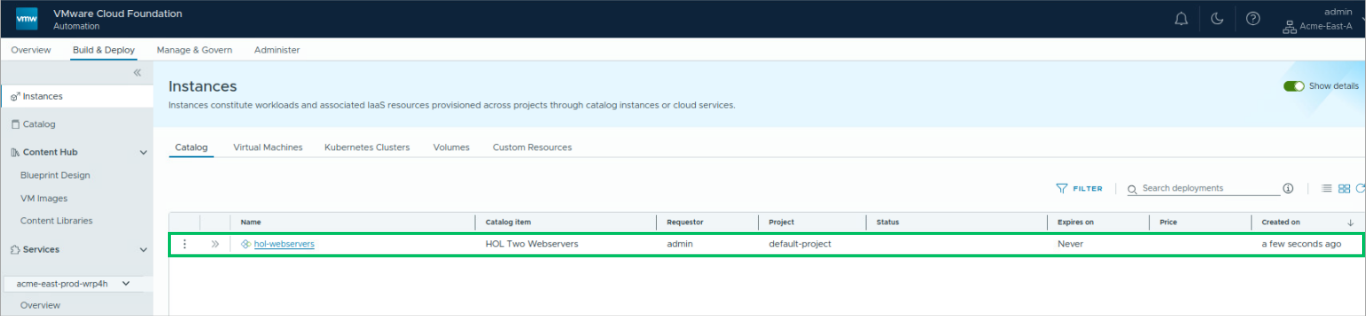 vmw VMware Cloud Foundation admin
Automation Acme-East-A
Overview Build & Deploy Manage & Govern Administer
Instances
Catalog
Content Hub
Blueprint Design
VM Images
Content Libraries
Services
acme-east-prod-wrp4h
Overview
Instances
Instances constitute workloads and associated IaaS resources provisioned across projects through catalog instances or cloud services.
Show details
Catalog Virtual Machines Kubernetes Clusters Volumes Custom Resources
FILTER Search deployments
Name Catalog item Requestor Project Status Expires on Price Created on
hol-webservers HOL Two Webservers admin default-project Never a few seconds ago